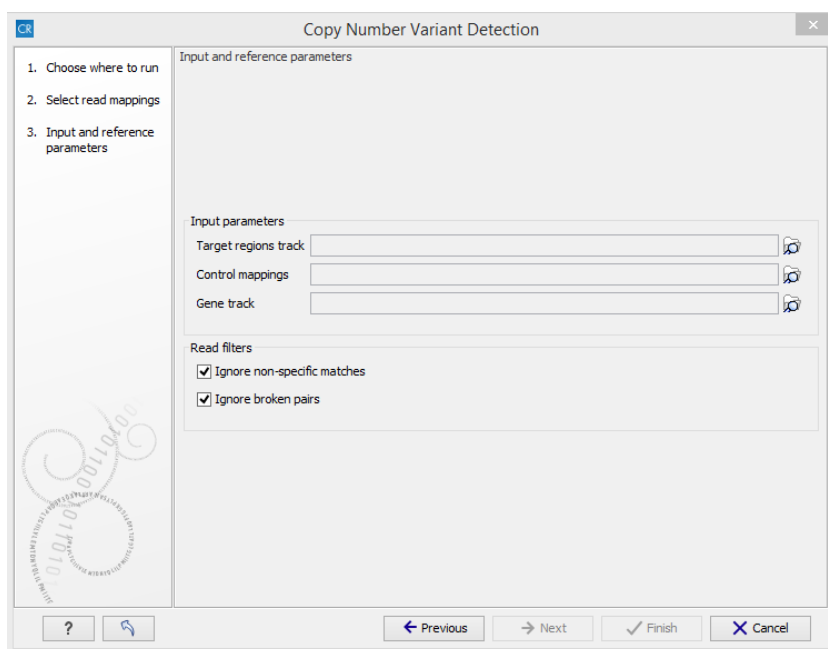 CR
Copy Number Variant Detection
1. Choose where to run
2. Select read mappings
3. Input and reference
parameters
Input and reference parameters
Input parameters
Target regions track
Control mappings
Gene track
Read filters
Ignore non-specific matches
Ignore broken pairs
?
Previous
Next
Finish
Cancel